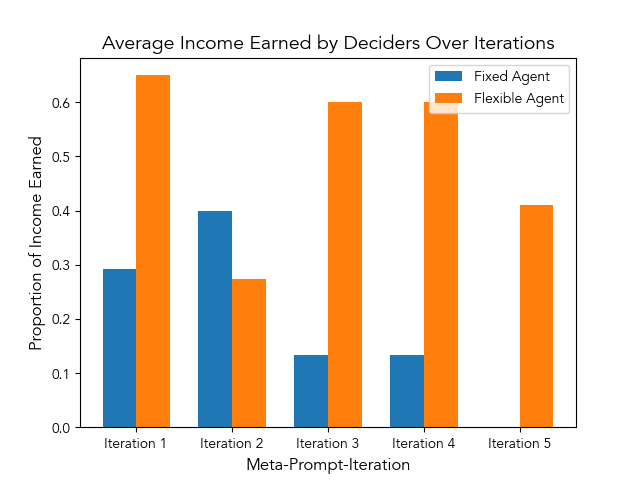 Average Income Earned by Deciders Over Iterations
Fixed Agent
Flexible Agent
Proportion of Income Earned
0.6
0.5
0.4
0.3
0.2
0.1
0.0
Iteration 1
Iteration 2
Iteration 3
Iteration 4
Iteration 5
Meta-Prompt-Iteration